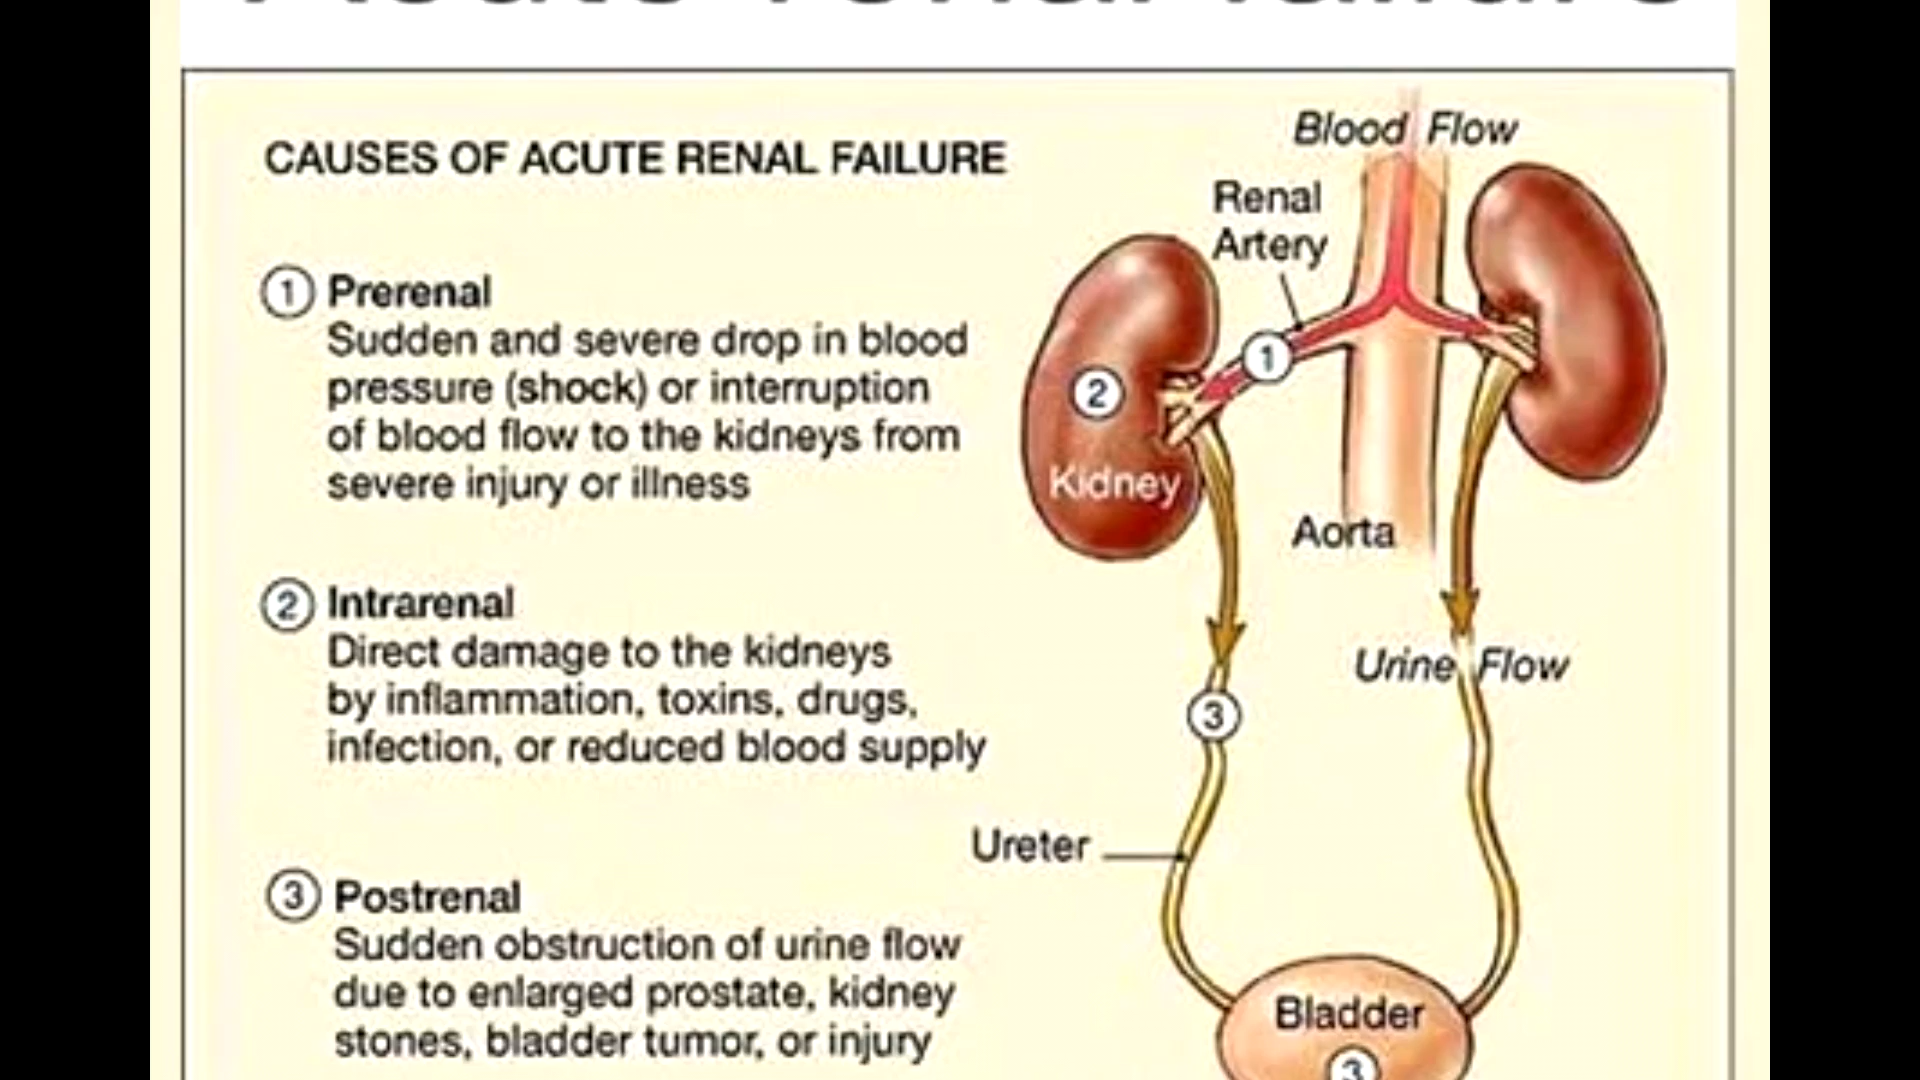 Acute renal failure
CAUSES OF ACUTE RENAL FAILURE
1 Prerenal
Sudden and severe drop in blood
pressure (shock) or interruption
of blood flow to the kidneys from
severe injury or illness
2 Intrarenal
Direct damage to the kidneys
by inflammation, toxins, drugs,
infection, or reduced blood supply
3 Postrenal
Sudden obstruction of urine flow
due to enlarged prostate, kidney
stones, bladder tumor, or injury
Blood Flow
Renal
Artery
1
2
Kidney
Aorta
Urine Flow
3
Ureter
Bladder
3